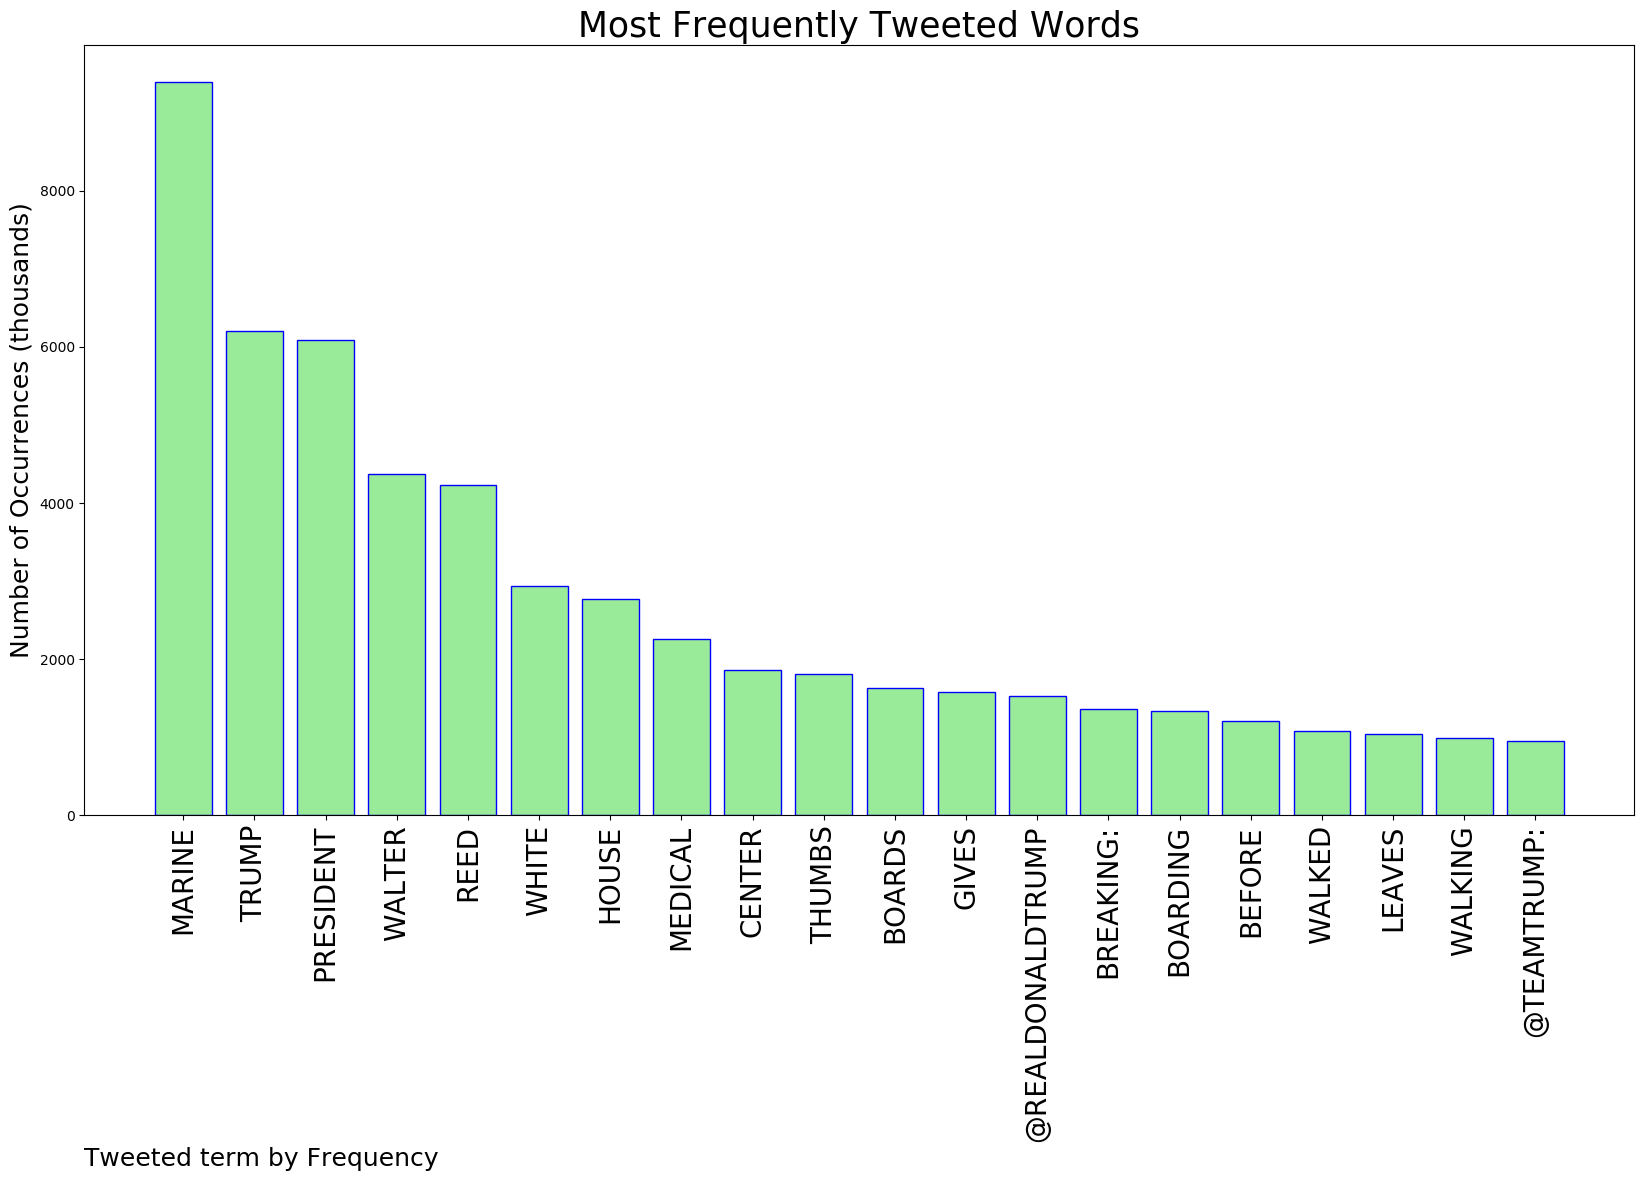 Most Frequently Tweeted Words
Number of Occurrences (thousands)
8000
6000
4000
2000
0
MARINE
TRUMP
PRESIDENT
WALTER
REED
WHITE
HOUSE
MEDICAL
CENTER
THUMBS
BOARDS
GIVES
@REALDONALDTRUMP
BREAKING:
BOARDING
BEFORE
WALKED
LEAVES
WALKING
@TEAMTRUMP:
Tweeted term by Frequency